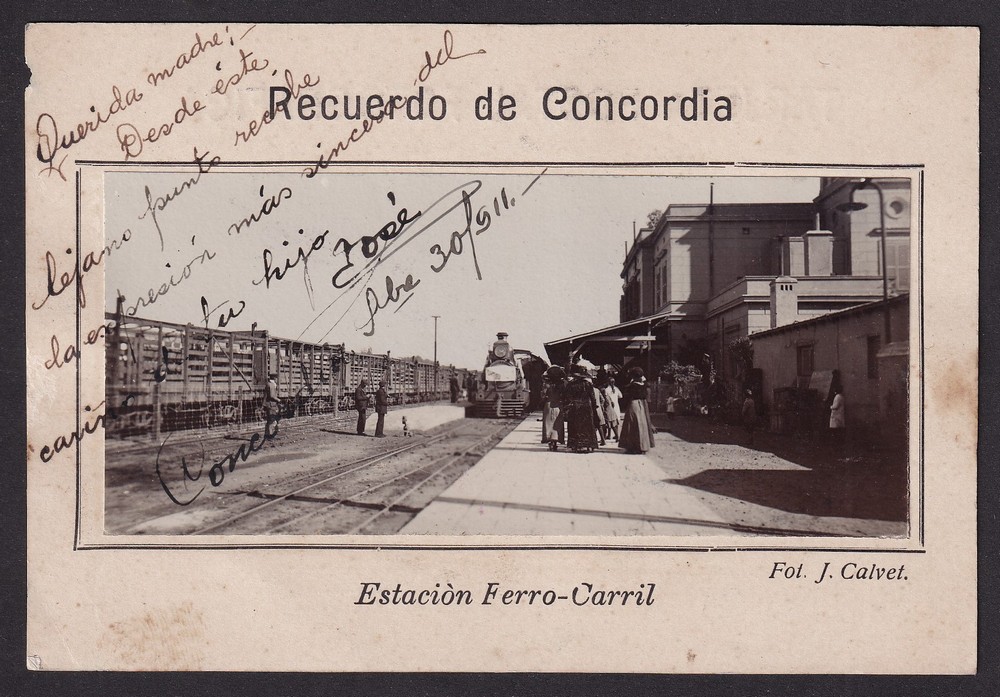 Querida madre:—
Desde éste
lejano punto recibe
la expresión más sincera del
cariño de tu hijo José
Concordia
Recuerdo de Concordia
30/911.—
Estaciòn Ferro-Carril
Fot. J. Calvet.